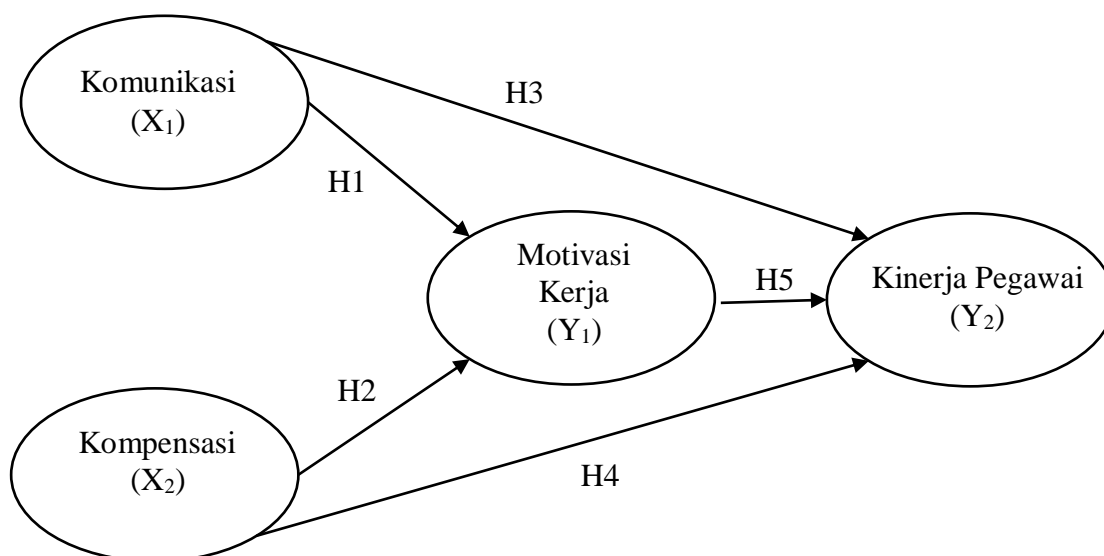 Komunikasi
(X₁)
H3
H1
Motivasi
Kerja
(Y₁)
H5
Kinerja Pegawai
(Y₂)
H2
Kompensasi
(X₂)
H4